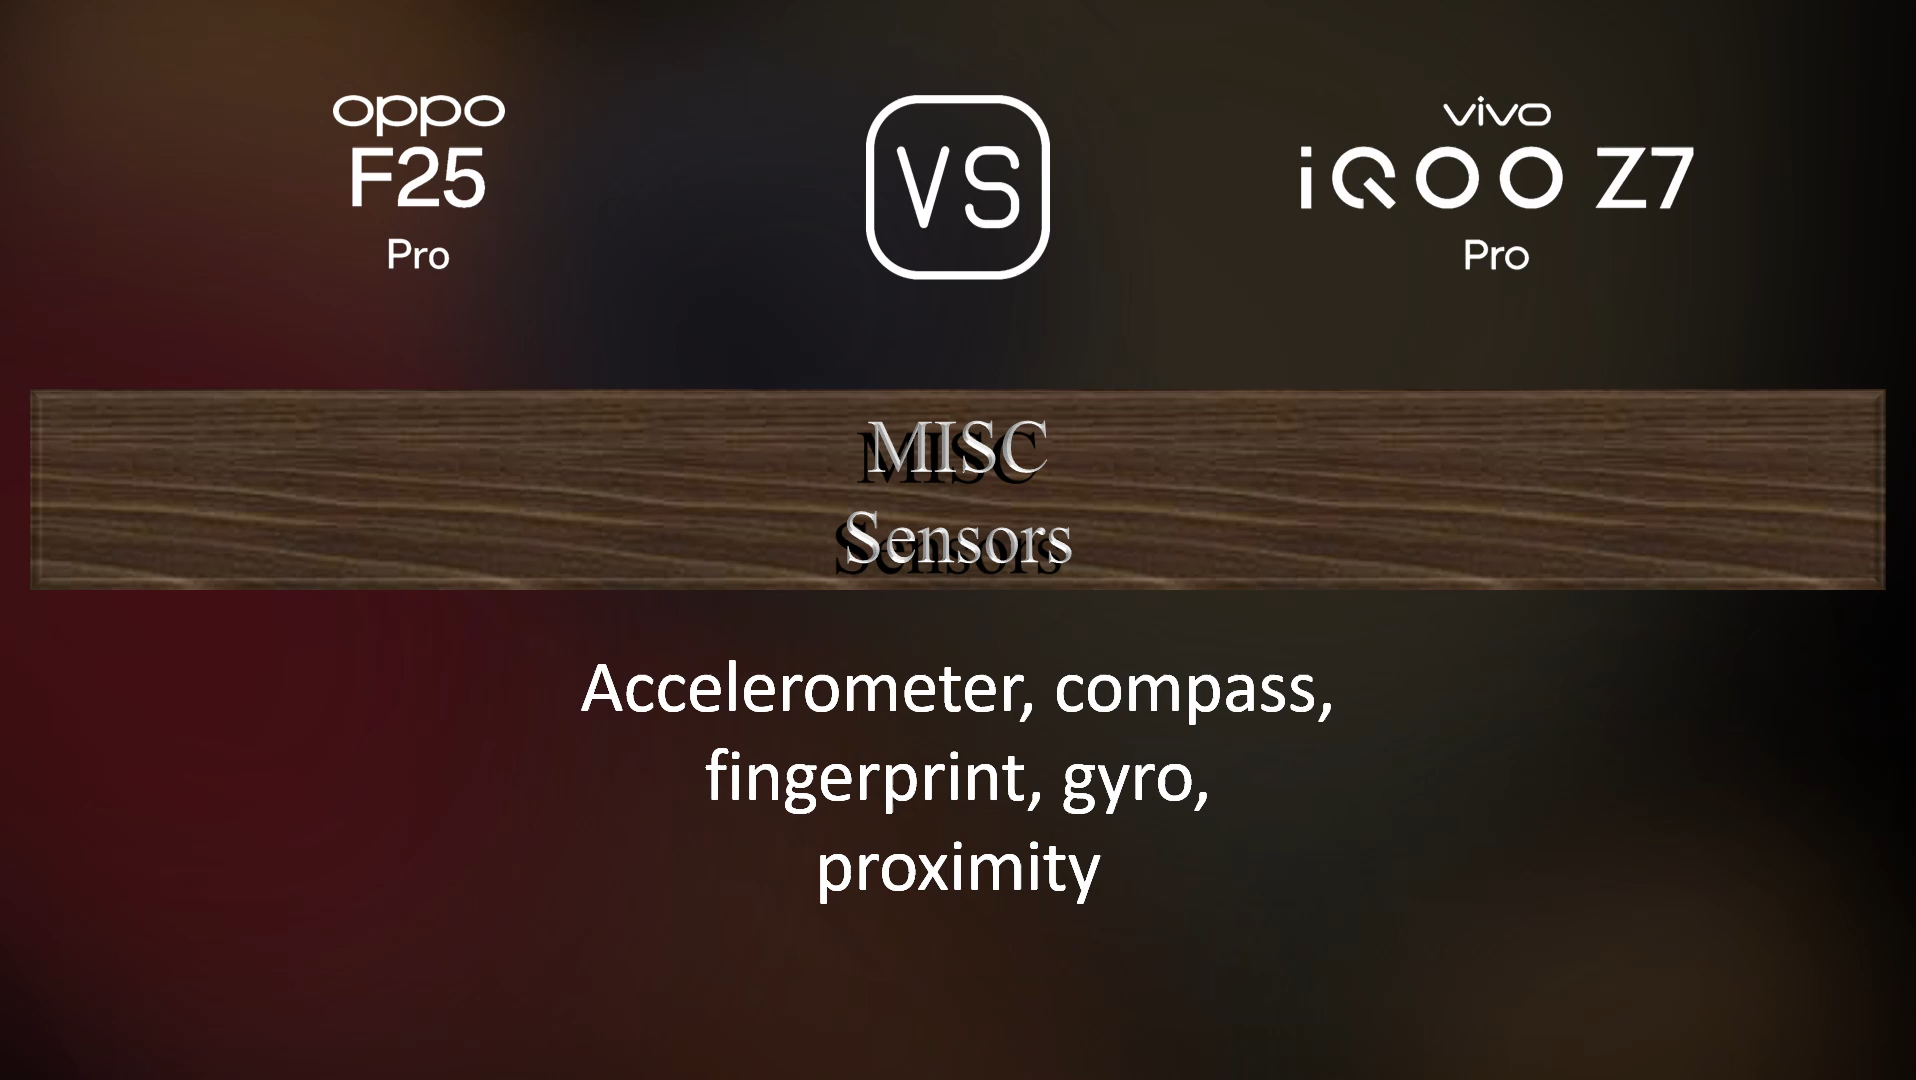 oppo
F25
Pro
VS
vivo
iQOO Z7
Pro
MISC
Sensors
Accelerometer, compass,
fingerprint, gyro,
proximity